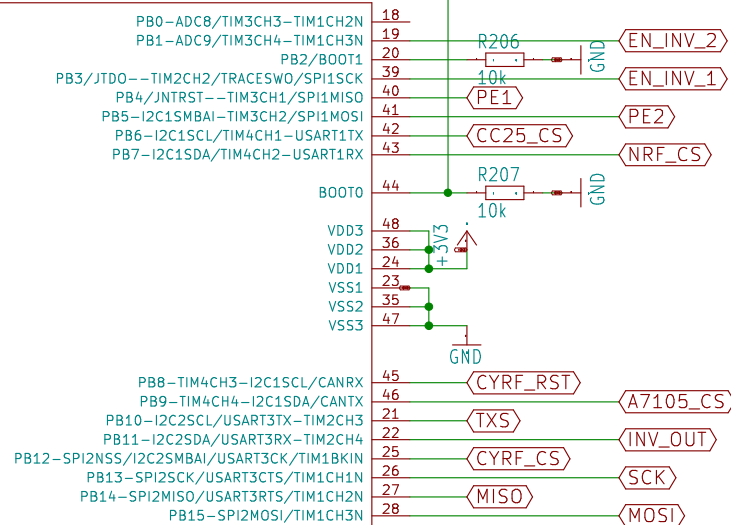 PB0-ADC8/TIM3CH3-TIM1CH2N 18
PB1-ADC9/TIM3CH4-TIM1CH3N 19 EN_INV_2
R206
PB2/BOOT1 20 GND
10k
PB3/JTDO--TIM2CH2/TRACESWO/SPI1SCK 39 EN_INV_1
PB4/JNTRST--TIM3CH1/SPI1MISO 40 PE1
PB5-I2C1SMBAI-TIM3CH2/SPI1MOSI 41 PE2
PB6-I2C1SCL/TIM4CH1-USART1TX 42 CC25_CS
PB7-I2C1SDA/TIM4CH2-USART1RX 43 NRF_CS
R207
BOOT0 44 GND
10k
VDD3 48
VDD2 36 +3V3
VDD1 24
VSS1 23
VSS2 35
VSS3 47
GND
PB8-TIM4CH3-I2C1SCL/CANRX 45 CYRF_RST
PB9-TIM4CH4-I2C1SDA/CANTX 46 A7105_CS
PB10-I2C2SCL/USART3TX-TIM2CH3 21 TXS
PB11-I2C2SDA/USART3RX-TIM2CH4 22 INV_OUT
PB12-SPI2NSS/I2C2SMBAI/USART3CK/TIM1BKIN 25 CYRF_CS
PB13-SPI2SCK/USART3CTS/TIM1CH1N 26 SCK
PB14-SPI2MISO/USART3RTS/TIM1CH2N 27 MISO
PB15-SPI2MOSI/TIM1CH3N 28 MOSI